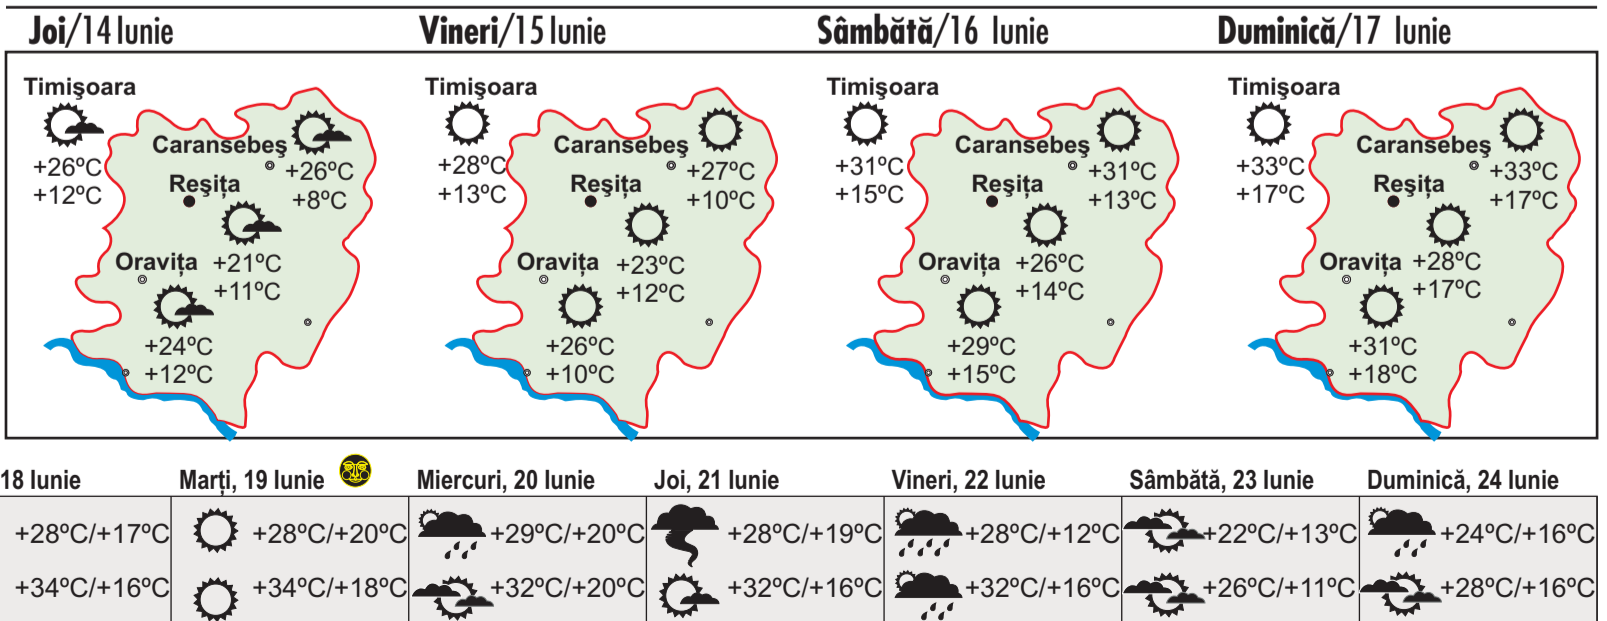 Joi/14 Iunie
Timişoara
+26ºC
+12ºC
Caransebeş
+26ºC
+8ºC
Reşiţa
+21ºC
+11ºC
Oraviţa
+24ºC
+12ºC
Vineri/15 Iunie
Timişoara
+28ºC
+13ºC
Caransebeş
+27ºC
+10ºC
Reşiţa
+23ºC
+12ºC
Oraviţa
+26ºC
+10ºC
Sâmbătă/16 Iunie
Timişoara
+31ºC
+15ºC
Caransebeş
+31ºC
+13ºC
Reşiţa
+26ºC
+14ºC
Oraviţa
+29ºC
+15ºC
Duminică/17 Iunie
Timişoara
+33ºC
+17ºC
Caransebeş
+33ºC
+17ºC
Reşiţa
+28ºC
+17ºC
Oraviţa
+31ºC
+18ºC
18 Iunie Marţi, 19 Iunie Miercuri, 20 Iunie Joi, 21 Iunie Vineri, 22 Iunie Sâmbătă, 23 Iunie Duminică, 24 Iunie
+28ºC/+17ºC +28ºC/+20ºC +29ºC/+20ºC +28ºC/+19ºC +28ºC/+12ºC +22ºC/+13ºC +24ºC/+16ºC
+34ºC/+16ºC +34ºC/+18ºC +32ºC/+20ºC +32ºC/+16ºC +32ºC/+16ºC +26ºC/+11ºC +28ºC/+16ºC